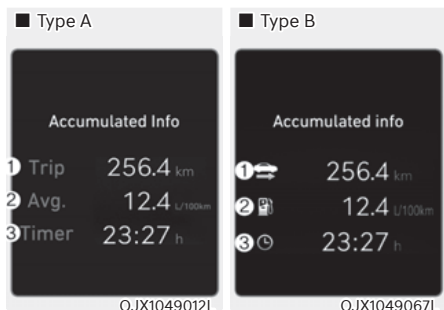 ■ Type A
Accumulated Info
1 Trip 256.4 km
2 Avg. 12.4 L/100km
3 Timer 23:27 h
OJX1049012L
■ Type B
Accumulated info
1 256.4 km
2 12.4 L/100km
3 23:27 h
OJX1049067L